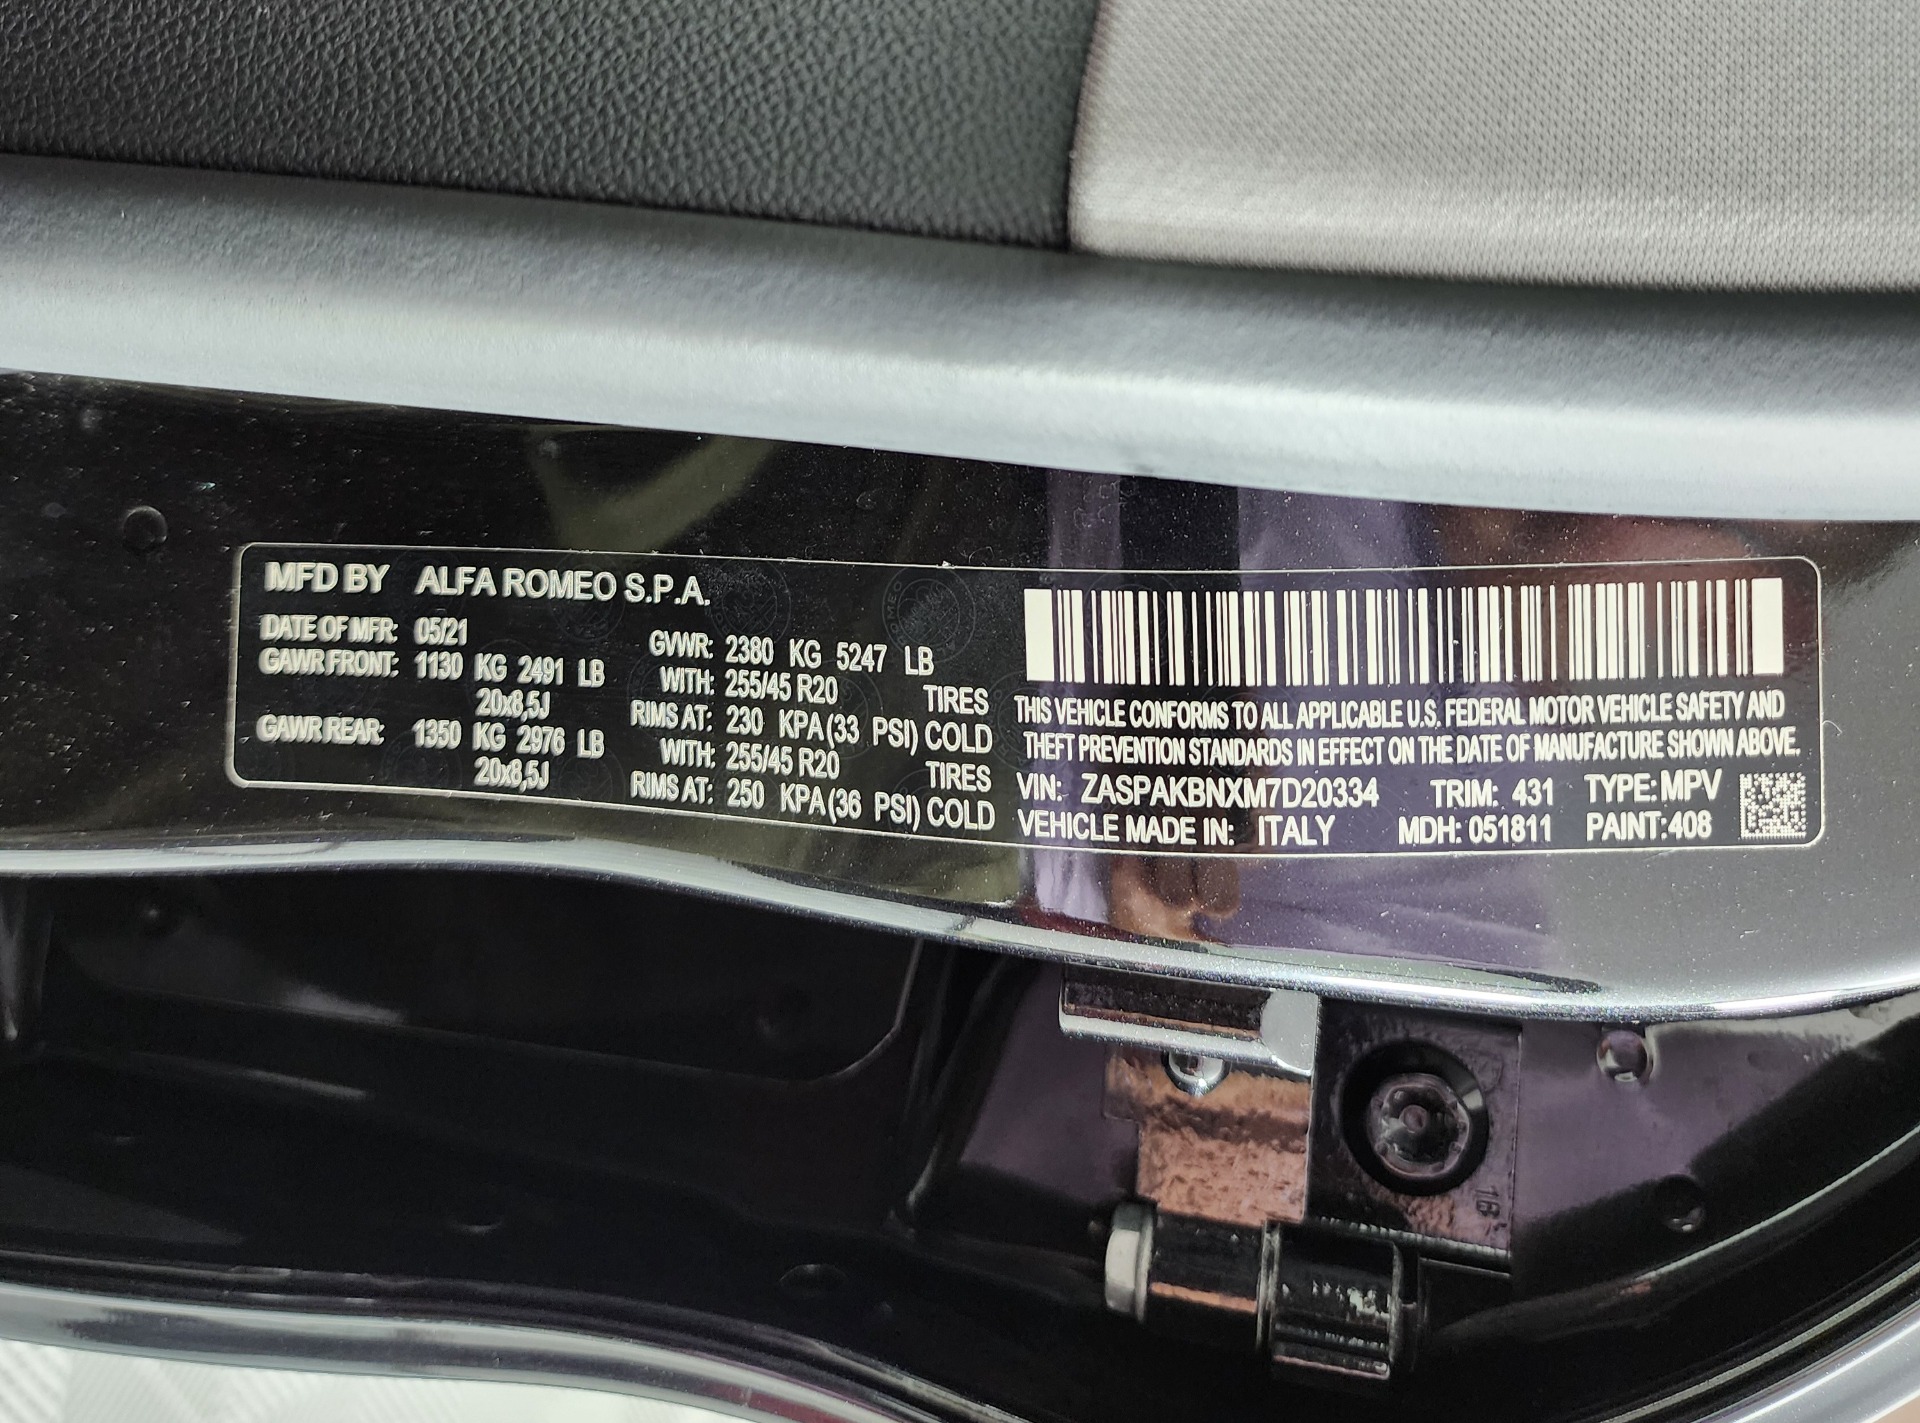 MFD BY ALFA ROMEO S.P.A.
DATE OF MFR: 05/21 GVWR: 2380 KG 5247 LB
GAWR FRONT: 1130 KG 2491 LB WITH: 255/45 R20 TIRES
20x8,5J RIMS AT: 230 KPA(33 PSI) COLD
GAWR REAR: 1350 KG 2976 LB WITH: 255/45 R20 TIRES
20x8,5J RIMS AT: 250 KPA(36 PSI) COLD
THIS VEHICLE CONFORMS TO ALL APPLICABLE U.S. FEDERAL MOTOR VEHICLE SAFETY AND
THEFT PREVENTION STANDARDS IN EFFECT ON THE DATE OF MANUFACTURE SHOWN ABOVE.
VIN: ZASPAKBNXM7D20334 TRIM: 431 TYPE: MPV
VEHICLE MADE IN: ITALY MDH: 051811 PAINT:408